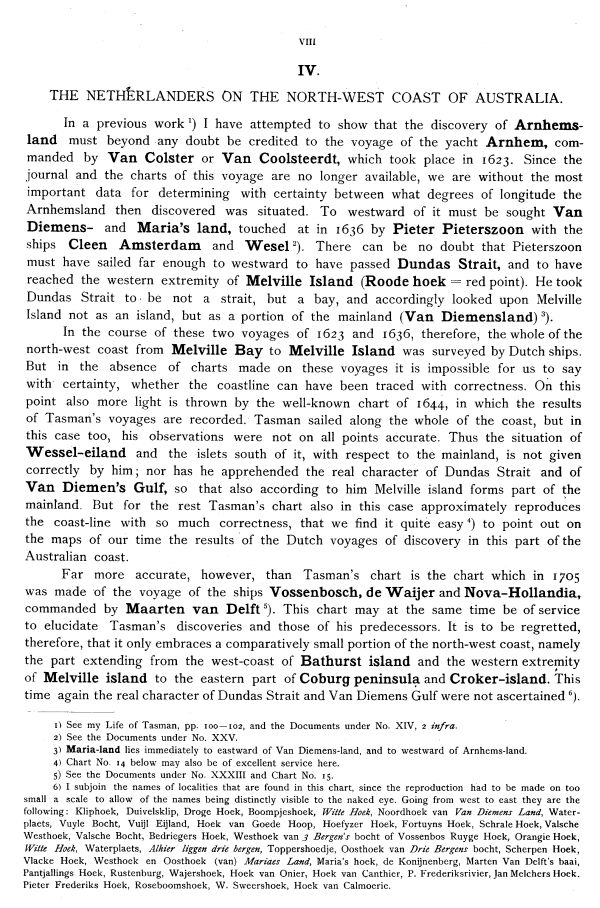 VIII
IV.
THE NETHERLANDERS ON THE NORTH-WEST COAST OF AUSTRALIA.
In a previous work ¹) I have attempted to show that the discovery of Arnhems-
land must beyond any doubt be credited to the voyage of the yacht Arnhem, com-
manded by Van Colster or Van Coolsteerdt, which took place in 1623. Since the
journal and the charts of this voyage are no longer available, we are without the most
important data for determining with certainty between what degrees of longitude the
Arnhemsland then discovered was situated. To westward of it must be sought Van
Diemens- and Maria's land, touched at in 1636 by Pieter Pieterszoon with the
ships Cleen Amsterdam and Wesel ²). There can be no doubt that Pieterszoon
must have sailed far enough to westward to have passed Dundas Strait, and to have
reached the western extremity of Melville Island (Roode hoek = red point). He took
Dundas Strait to be not a strait, but a bay, and accordingly looked upon Melville
Island not as an island, but as a portion of the mainland (Van Diemensland) ³).
In the course of these two voyages of 1623 and 1636, therefore, the whole of the
north-west coast from Melville Bay to Melville Island was surveyed by Dutch ships.
But in the absence of charts made on these voyages it is impossible for us to say
with certainty, whether the coastline can have been traced with correctness. On this
point also more light is thrown by the well-known chart of 1644, in which the results
of Tasman's voyages are recorded. Tasman sailed along the whole of the coast, but in
this case too, his observations were not on all points accurate. Thus the situation of
Wessel-eiland and the islets south of it, with respect to the mainland, is not given
correctly by him; nor has he apprehended the real character of Dundas Strait and of
Van Diemen's Gulf, so that also according to him Melville island forms part of the
mainland. But for the rest Tasman's chart also in this case approximately reproduces
the coast-line with so much correctness, that we find it quite easy ⁴) to point out on
the maps of our time the results of the Dutch voyages of discovery in this part of the
Australian coast.
Far more accurate, however, than Tasman's chart is the chart which in 1705
was made of the voyage of the ships Vossenbosch, de Waijer and Nova-Hollandia,
commanded by Maarten van Delft ⁵). This chart may at the same time be of service
to elucidate Tasman's discoveries and those of his predecessors. It is to be regretted,
therefore, that it only embraces a comparatively small portion of the north-west coast, namely
the part extending from the west-coast of Bathurst island and the western extremity
of Melville island to the eastern part of Coburg peninsula and Croker-island. This
time again the real character of Dundas Strait and Van Diemens Gulf were not ascertained ⁶).
1) See my Life of Tasman, pp. 100—102, and the Documents under No. XIV, 2 infra.
2) See the Documents under No. XXV.
3) Maria-land lies immediately to eastward of Van Diemens-land, and to westward of Arnhems-land.
4) Chart No. 14 below may also be of excellent service here.
5) See the Documents under No. XXXIII and Chart No. 15.
6) I subjoin the names of localities that are found in this chart, since the reproduction had to be made on too
small a scale to allow of the names being distinctly visible to the naked eye. Going from west to east they are the
following: Kliphoek, Duivelsklip, Droge Hoek, Boompjeshoek, Witte Hoek, Noordhoek van Van Diemens Land, Water-
plaets, Vuyle Bocht, Vuijl Eijland, Hoek van Goede Hoop, Hoefyzer Hoek, Fortuyns Hoek, Schrale Hoek, Valsche
Westhoek, Valsche Bocht, Bedriegers Hoek, Westhoek van 3 Bergen's bocht of Vossenbos Ruyge Hoek, Orangie Hoek,
Witte Hoek, Waterplaets, Alhier liggen drie bergen, Toppershoedje, Oosthoek van Drie Bergens bocht, Scherpen Hoek,
Vlacke Hoek, Westhoek en Oosthoek (van) Mariaes Land, Maria's hoek, de Konijnenberg, Marten Van Delft's baai,
Pantjallings Hoek, Rustenburg, Wajershoek, Hoek van Onier, Hoek van Canthier, P. Frederiksrivier, Jan Melchers Hoek.
Pieter Frederiks Hoek, Roseboomshoek, W. Sweershoek, Hoek van Calmoeric.